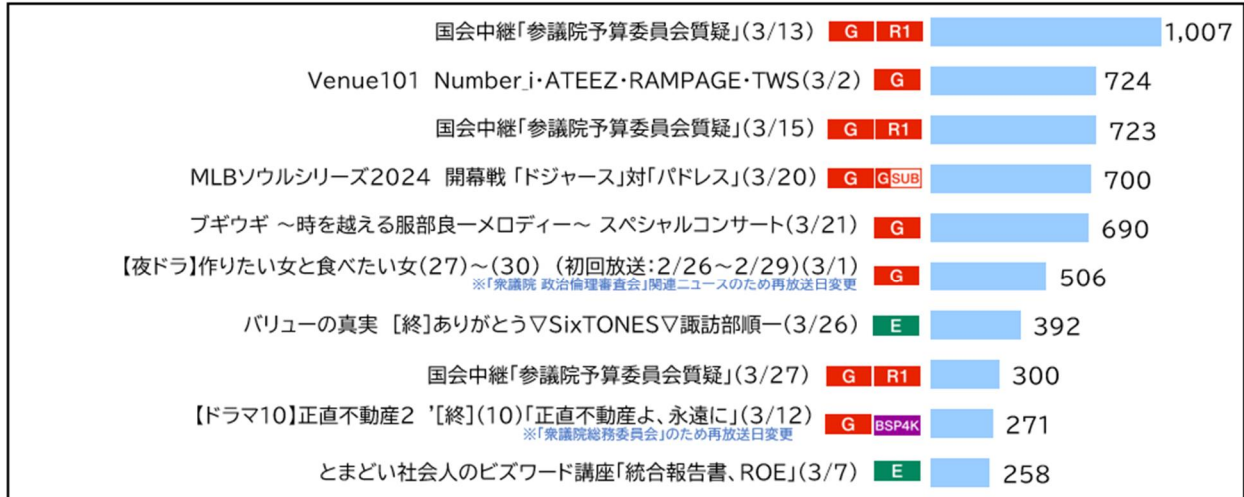 国会中継「参議院予算委員会質疑」(3/13) G R1 1,007
Venue101 Number_i・ATEEZ・RAMPAGE・TWS(3/2) G 724
国会中継「参議院予算委員会質疑」(3/15) G R1 723
MLBソウルシリーズ2024 開幕戦 「ドジャース」対「パドレス」(3/20) G GSUB 700
ブギウギ ～時を越える服部良一メロディー～ スペシャルコンサート(3/21) G 690
【夜ドラ】作りたい女と食べたい女(27)～(30) (初回放送:2/26～2/29)(3/1) G 506
※「衆議院 政治倫理審査会」関連ニュースのため再放送日変更
バリューの真実 [終]ありがとう▽SixTONES▽諏訪部順一(3/26) E 392
国会中継「参議院予算委員会質疑」(3/27) G R1 300
【ドラマ10】正直不動産2 '[終](10)「正直不動産よ、永遠に」(3/12) G BSP4K 271
※「衆議院総務委員会」のため再放送日変更
とまどい社会人のビズワード講座「統合報告書、ROE」(3/7) E 258